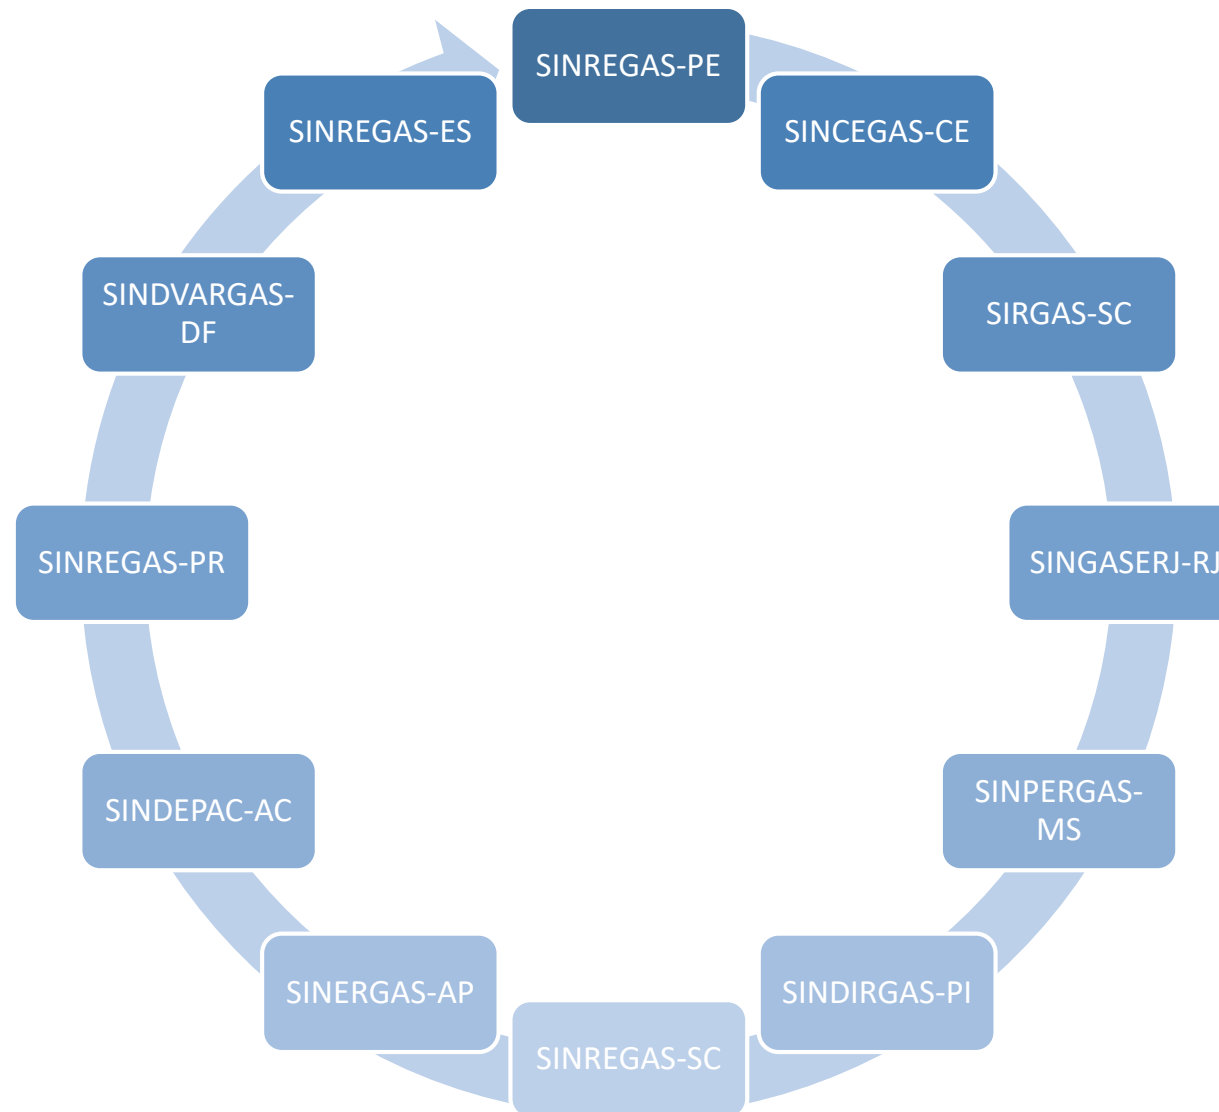 SINREGAS-PE
SINCEGAS-CE
SIRGAS-SC
SINGASERJ-RJ
SINPERGAS-
MS
SINDIRGAS-PI
SINREGAS-SC
SINERGAS-AP
SINDEPAC-AC
SINREGAS-PR
SINDVARGAS-
DF
SINREGAS-ES